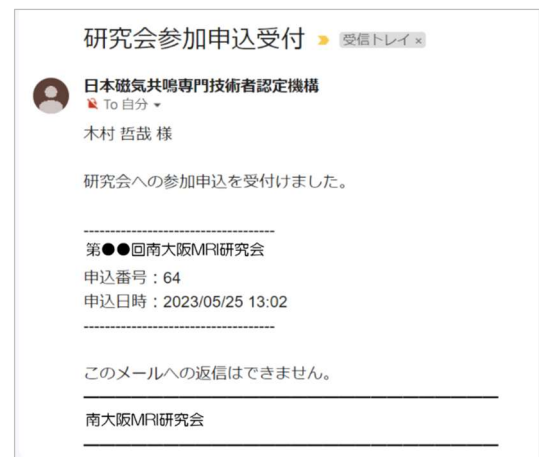 研究会参加申込受付 受信トレイ ×
日本磁気共鳴専門技術者認定機構
To 自分
木村 哲哉 様
研究会への参加申込を受付けました。
------------------------------------
第●●回南大阪MRI研究会
申込番号：64
申込日時：2023/05/25 13:02
------------------------------------
このメールへの返信はできません。
南大阪MRI研究会